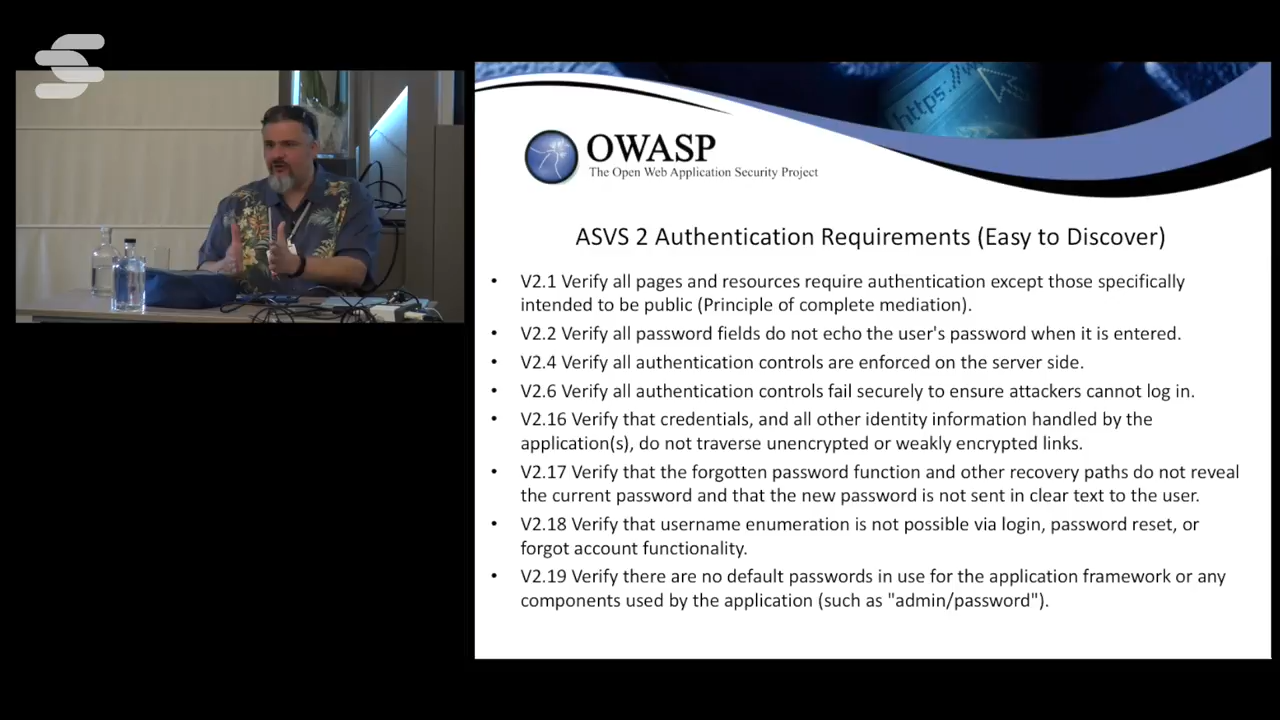 https://w
OWASP
The Open Web Application Security Project
ASVS 2 Authentication Requirements (Easy to Discover)
• V2.1 Verify all pages and resources require authentication except those specifically
intended to be public (Principle of complete mediation).
• V2.2 Verify all password fields do not echo the user's password when it is entered.
• V2.4 Verify all authentication controls are enforced on the server side.
• V2.6 Verify all authentication controls fail securely to ensure attackers cannot log in.
• V2.16 Verify that credentials, and all other identity information handled by the
application(s), do not traverse unencrypted or weakly encrypted links.
• V2.17 Verify that the forgotten password function and other recovery paths do not reveal
the current password and that the new password is not sent in clear text to the user.
• V2.18 Verify that username enumeration is not possible via login, password reset, or
forgot account functionality.
• V2.19 Verify there are no default passwords in use for the application framework or any
components used by the application (such as "admin/password").